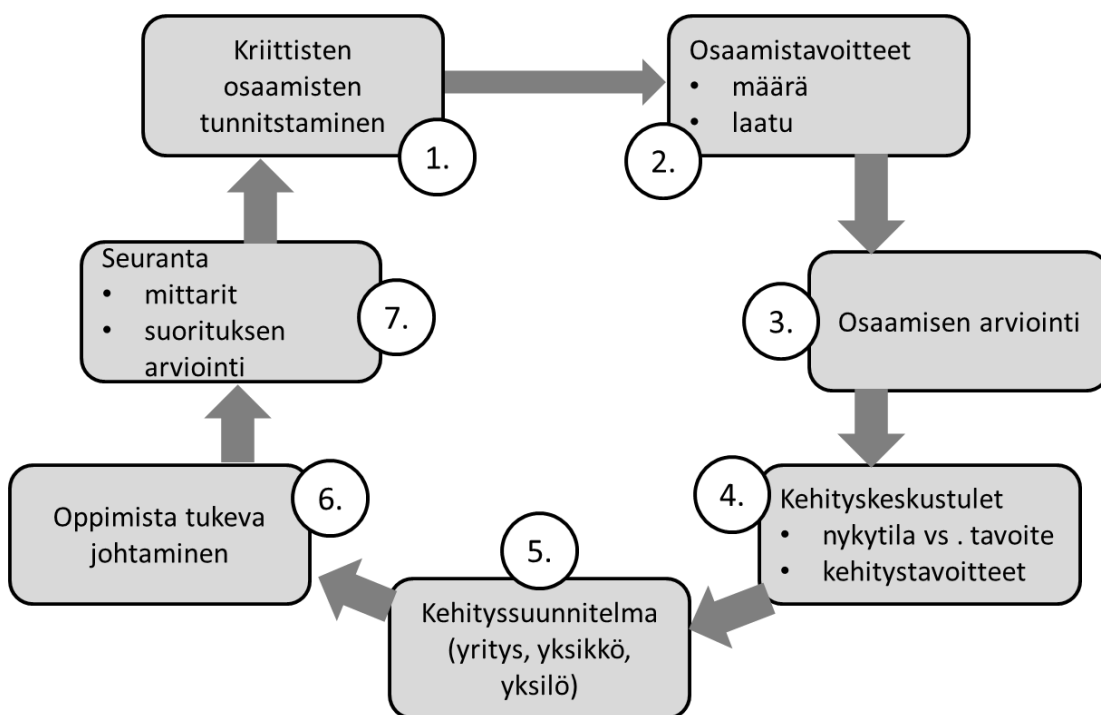 Kriittisten
osaamisten
tunnitstaminen
1.
Osaamistavoitteet
• määrä
• laatu
2.
3.
Osaamisen arviointi
4.
Kehityskeskustulet
• nykytila vs . tavoite
• kehitystavoitteet
5.
Kehityssuunnitelma
(yritys, yksikkö,
yksilö)
6.
Oppimista tukeva
johtaminen
Seuranta
• mittarit
• suorituksen
arviointi
7.